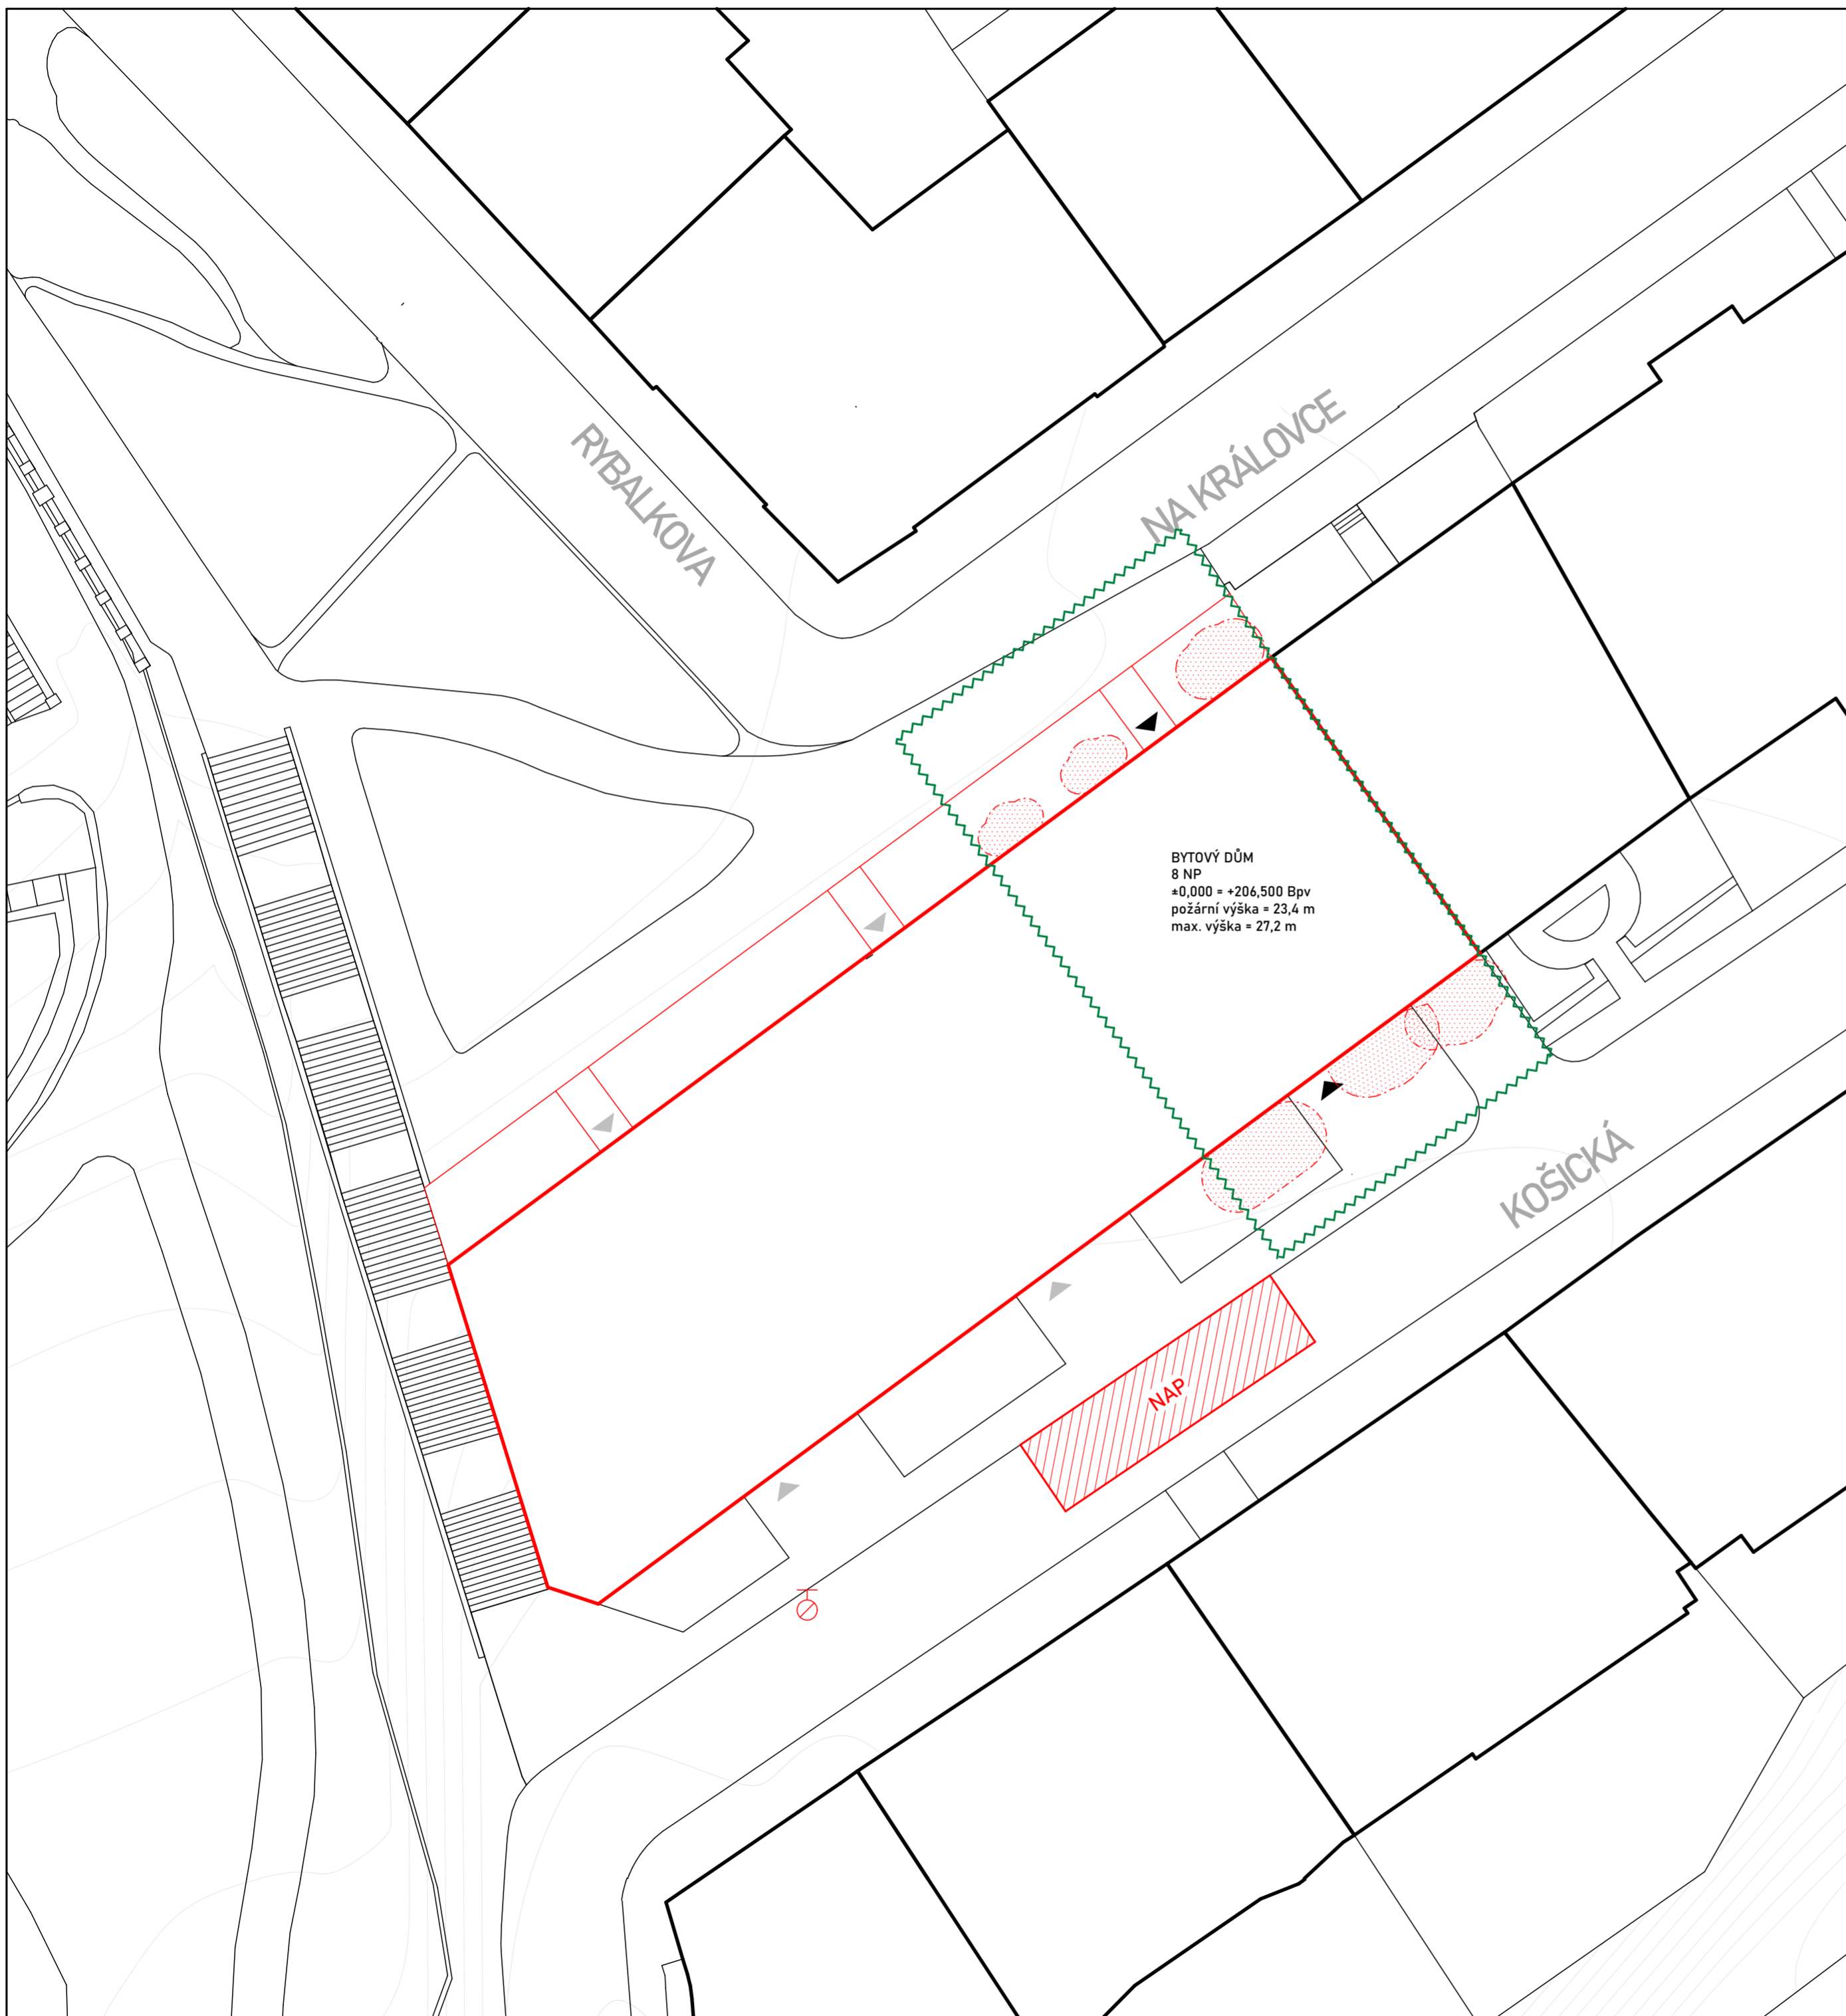 RYBALKOVA
NA KRÁLOVCE
BYTOVÝ DŮM
8 NP
±0,000 = +206,500 Bpv
požární výška = 23,4 m
max. výška = 27,2 m
KOŠICKÁ
NAP